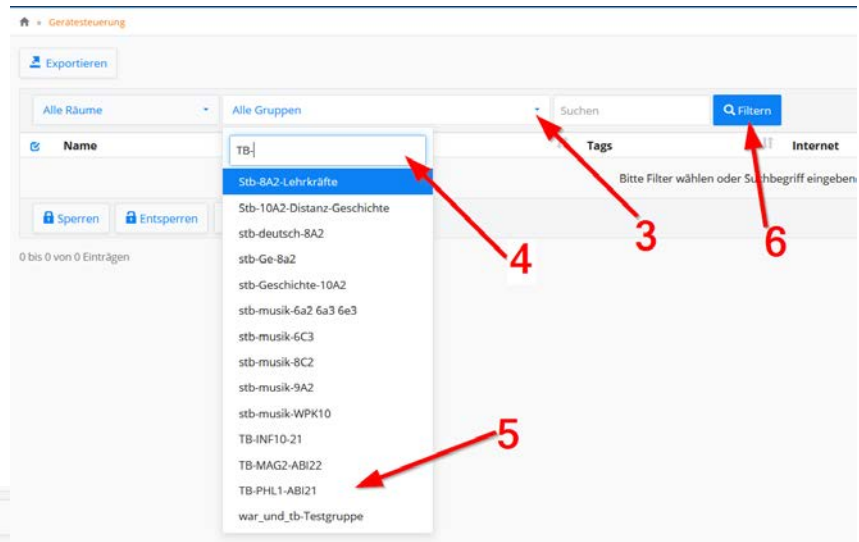 » Gerätesteuerung
Exportieren
Alle Räume Alle Gruppen Suchen Filtern
Name Tags Internet
TB-
Bitte Filter wählen oder Suchbegriff eingeben
Stb-8A2-Lehrkräfte
Stb-10A2-Distanz-Geschichte
Sperren Entsperren
stb-deutsch-8A2
3
6
0 bis 0 von 0 Einträgen
stb-Ge-8a2
4
stb-Geschichte-10A2
stb-musik-6a2 6a3 6e3
stb-musik-6C3
stb-musik-8C2
stb-musik-9A2
stb-musik-WPK10
5
TB-INF10-21
TB-MAG2-ABI22
TB-PHL1-ABI21
war_und_tb-Testgruppe